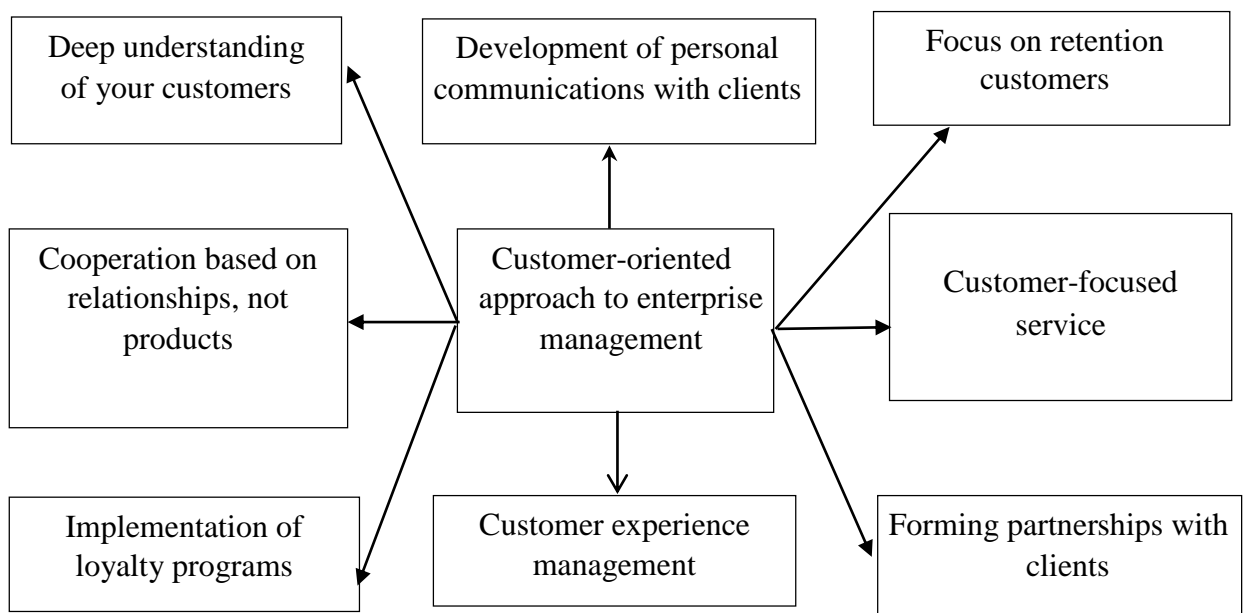 Deep understanding
of your customers
Development of personal
communications with clients
Focus on retention
customers
Cooperation based on
relationships, not
products
Customer-oriented
approach to enterprise
management
Customer-focused
service
Implementation of
loyalty programs
Customer experience
management
Forming partnerships with
clients